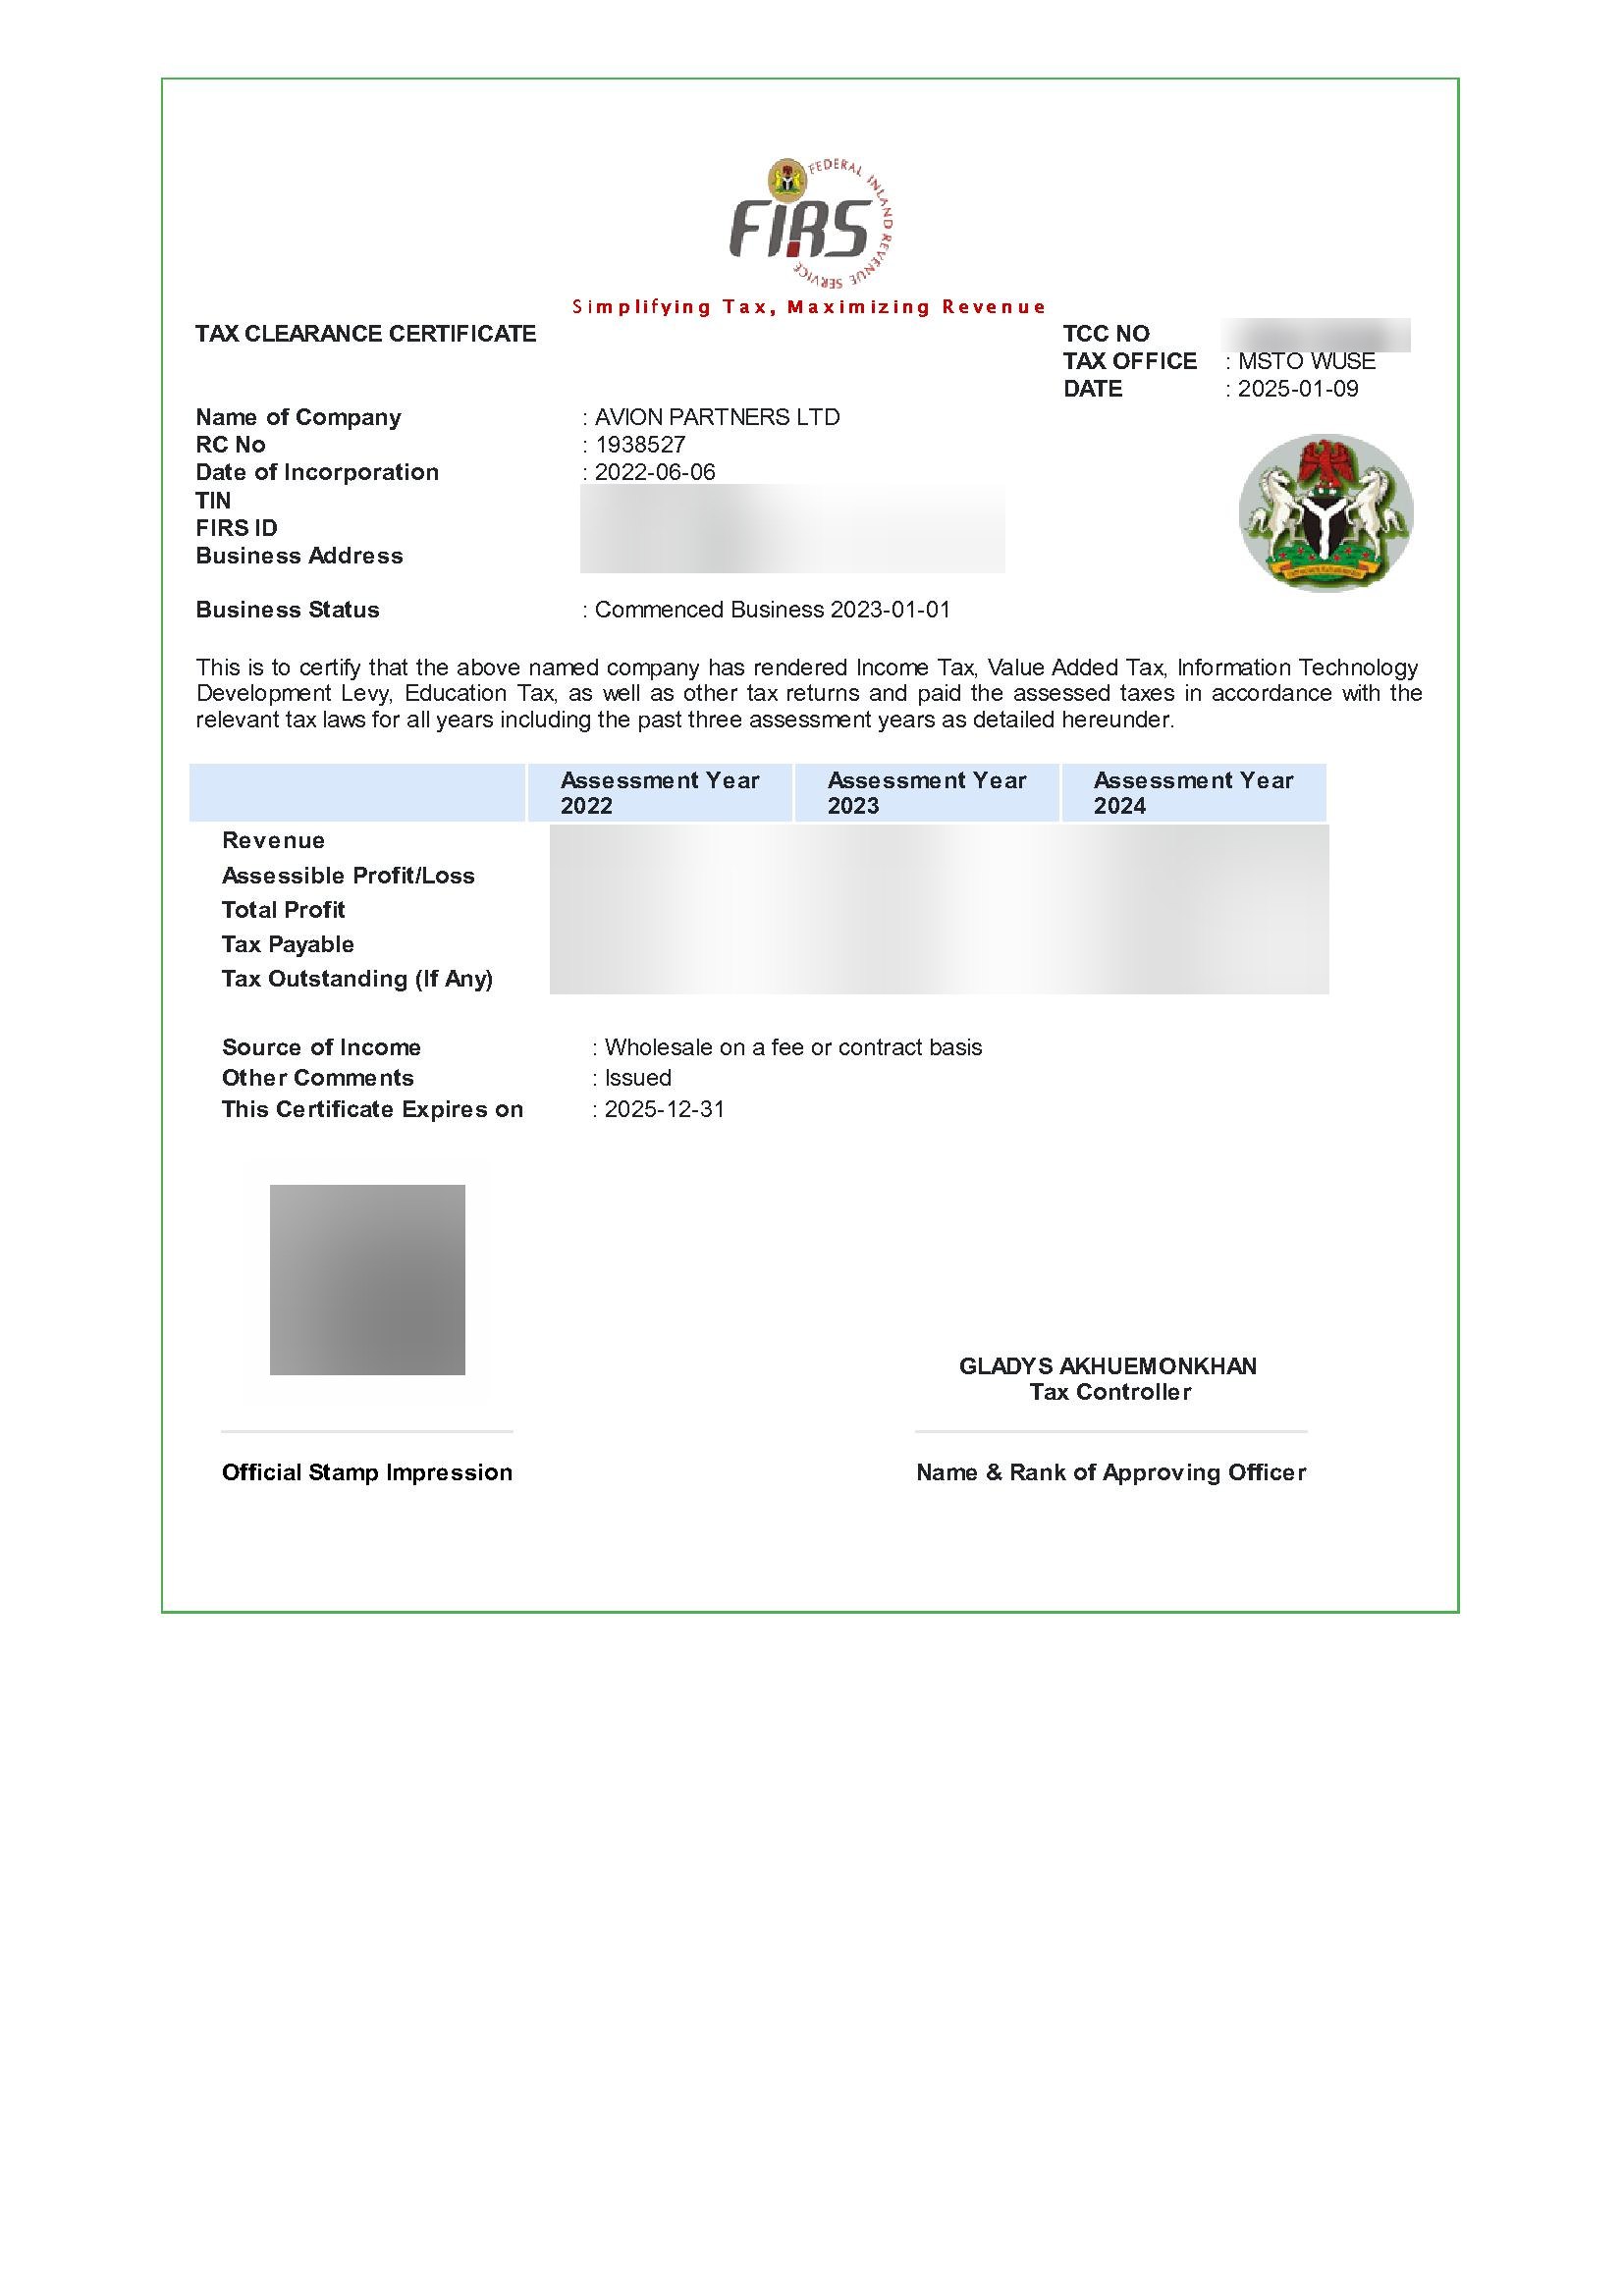 FIRS
FEDERAL INLAND REVENUE SERVICE
Simplifying Tax, Maximizing Revenue
TAX CLEARANCE CERTIFICATE
TCC NO
TAX OFFICE : MSTO WUSE
DATE : 2025-01-09
Name of Company : AVION PARTNERS LTD
RC No : 1938527
Date of Incorporation : 2022-06-06
TIN
FIRS ID
Business Address
Business Status : Commenced Business 2023-01-01
This is to certify that the above named company has rendered Income Tax, Value Added Tax, Information Technology
Development Levy, Education Tax, as well as other tax returns and paid the assessed taxes in accordance with the
relevant tax laws for all years including the past three assessment years as detailed hereunder.
Assessment Year 2022 Assessment Year 2023 Assessment Year 2024
Revenue
Assessible Profit/Loss
Total Profit
Tax Payable
Tax Outstanding (If Any)
Source of Income : Wholesale on a fee or contract basis
Other Comments : Issued
This Certificate Expires on : 2025-12-31
GLADYS AKHUEMONKHAN
Tax Controller
Official Stamp Impression
Name & Rank of Approving Officer